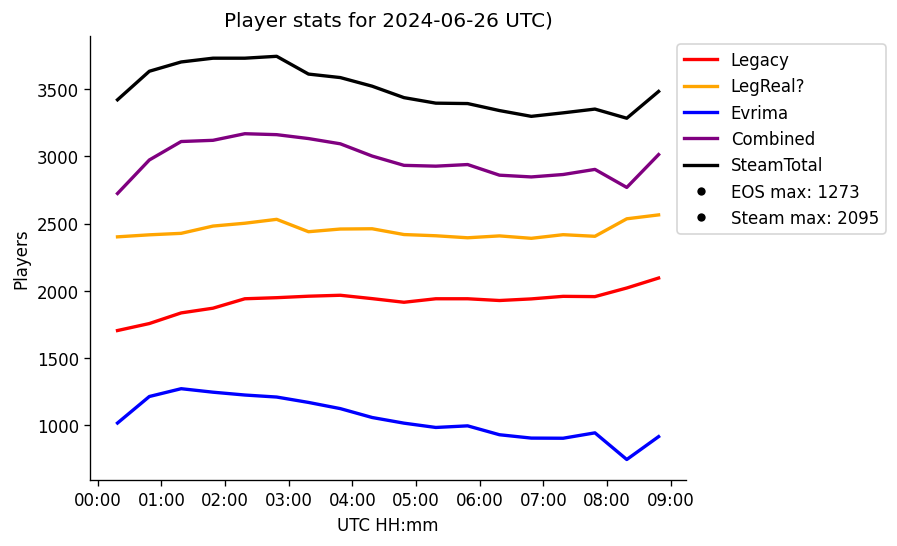 Player stats for 2024-06-26 UTC)
Players
3500
3000
2500
2000
1500
1000
00:00 01:00 02:00 03:00 04:00 05:00 06:00 07:00 08:00 09:00
UTC HH:mm
Legacy
LegReal?
Evrima
Combined
SteamTotal
EOS max: 1273
Steam max: 2095